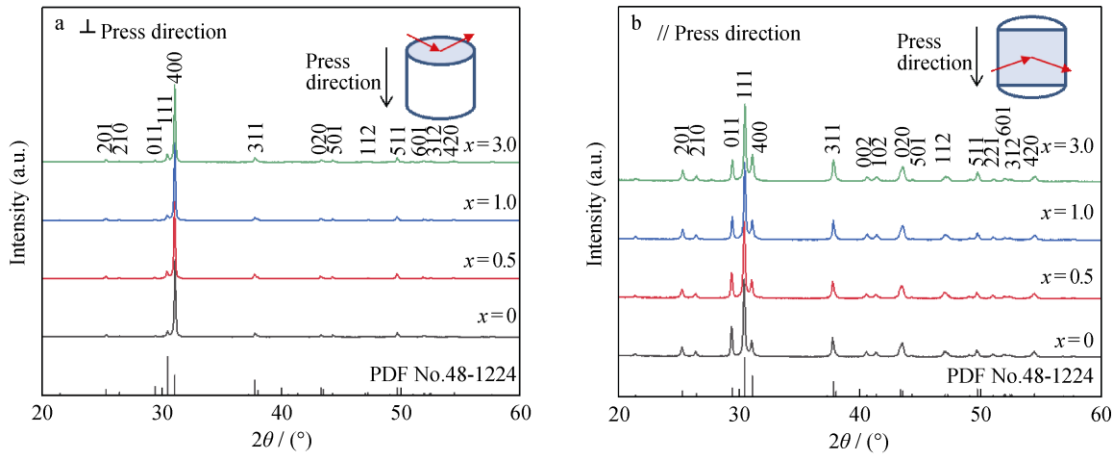 a ⊥ Press direction
Press
direction
400
111
201
210
011
311
020
501
112
511
601
312
420
x=3.0
x=1.0
x=0.5
x=0
PDF No.48-1224
Intensity (a.u.)
20 30 40 50 60
2θ / (°)
b // Press direction
Press
direction
111
201
210
011
400
311
002
102
020
501
112
511
221
601
312
420
x=3.0
x=1.0
x=0.5
x=0
PDF No.48-1224
Intensity (a.u.)
20 30 40 50 60
2θ / (°)